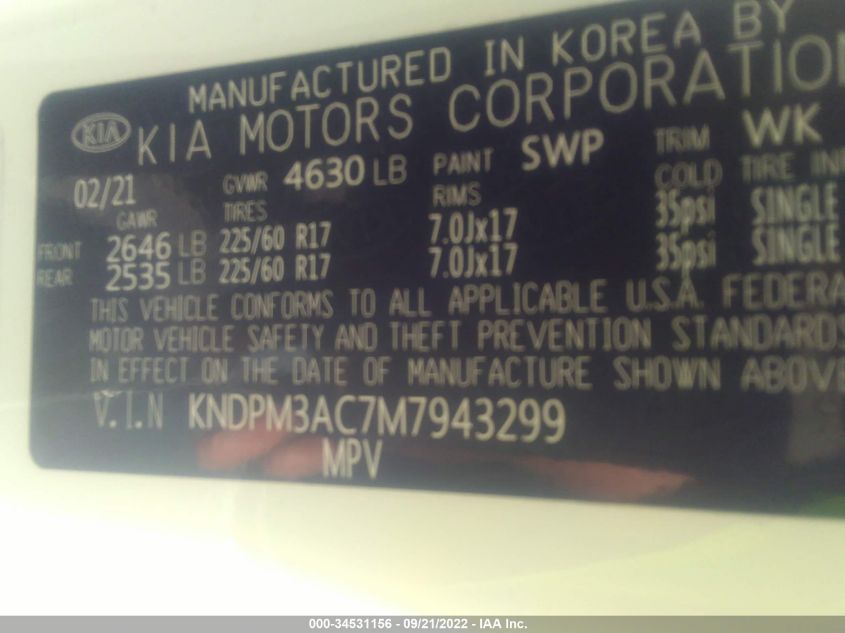 MANUFACTURED IN KOREA BY
KIA KIA MOTORS CORPORATION
02/21 GVWR 4630 LB PAINT SWP TRIM WK
GAWR TIRES RIMS COLD TIRE
FRONT 2646 LB 225/60 R17 7.0Jx17 35psi SINGLE
REAR 2535 LB 225/60 R17 7.0Jx17 35psi SINGLE
THIS VEHICLE CONFORMS TO ALL APPLICABLE U.S.A. FEDERA
MOTOR VEHICLE SAFETY AND THEFT PREVENTION STANDARDS
IN EFFECT ON THE DATE OF MANUFACTURE SHOWN ABOVE
V.I.N KNDPM3AC7M7943299
MPV
000-34531156 - 09/21/2022 - IAA Inc.